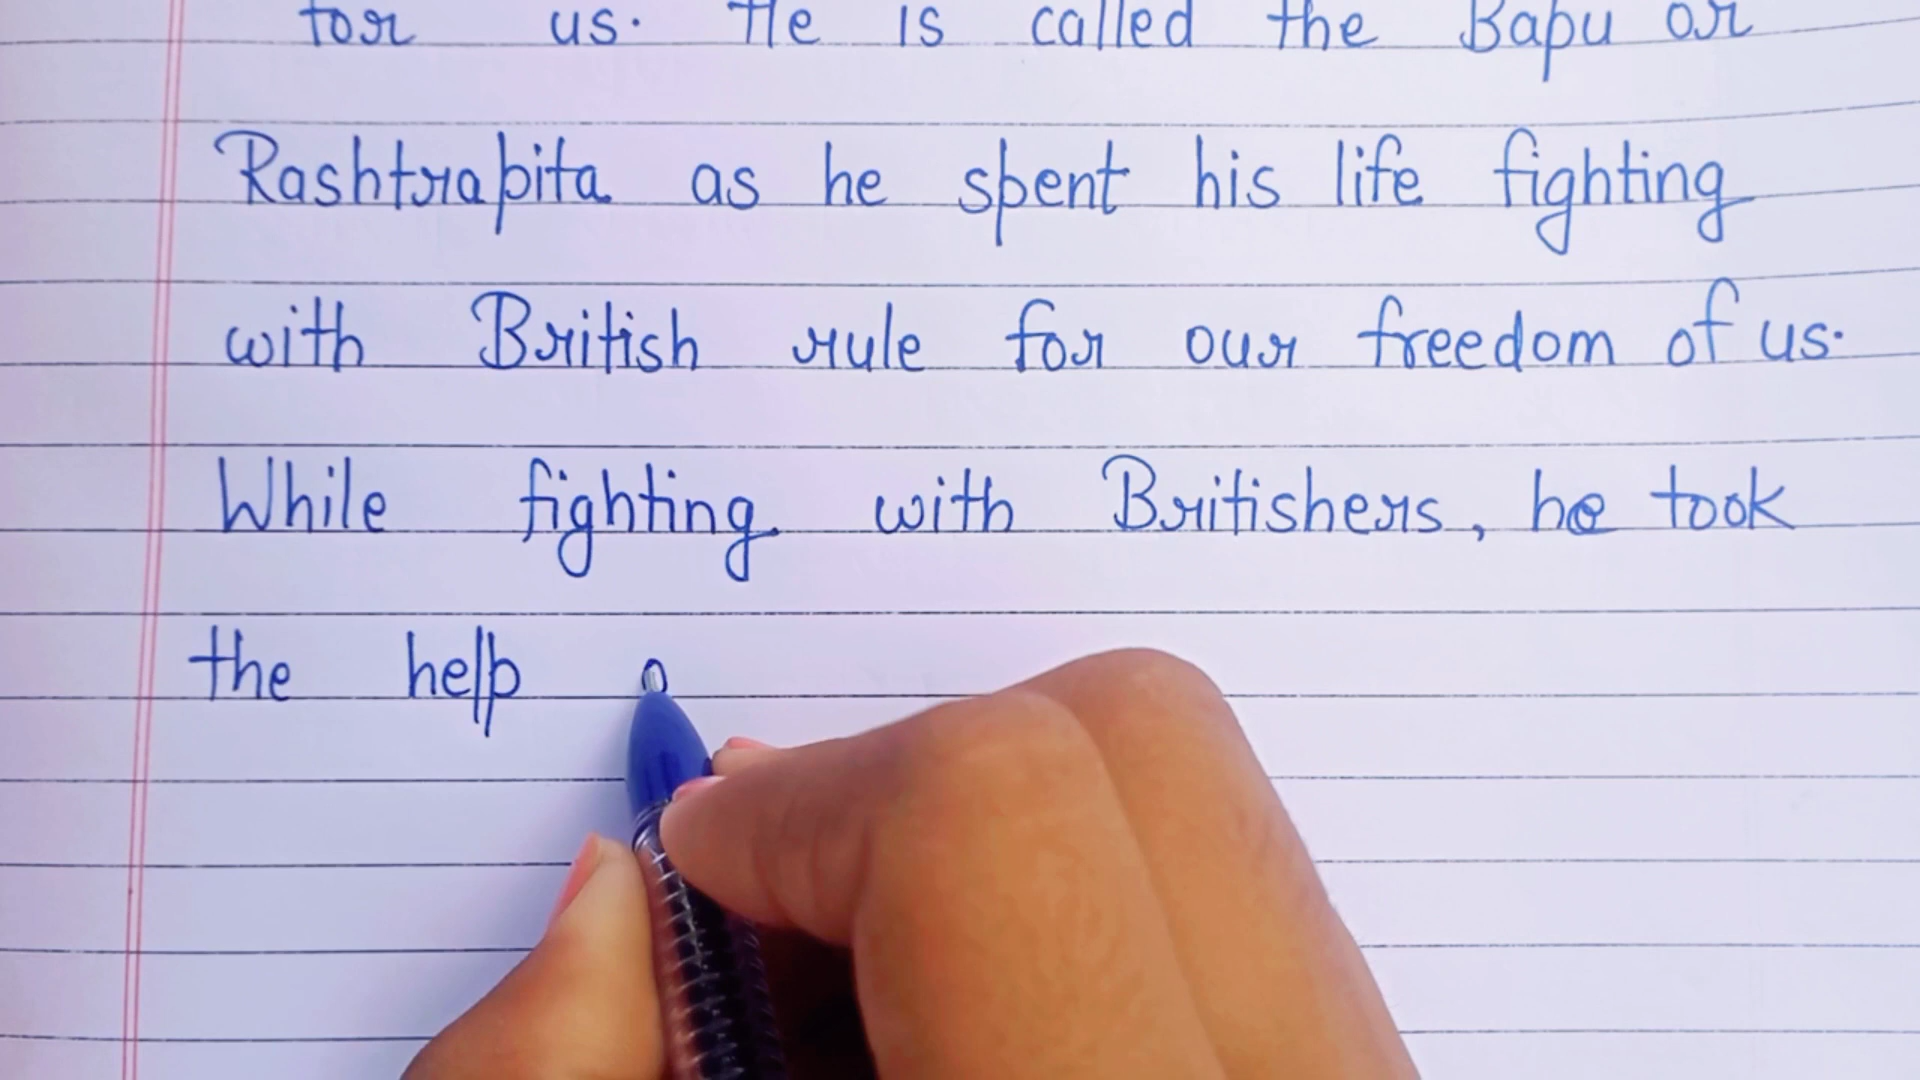 for us. He is called the Bapu or
Rashtrapita as he spent his life fighting
with British rule for our freedom of us.
While fighting with Britishers, he took
the help o